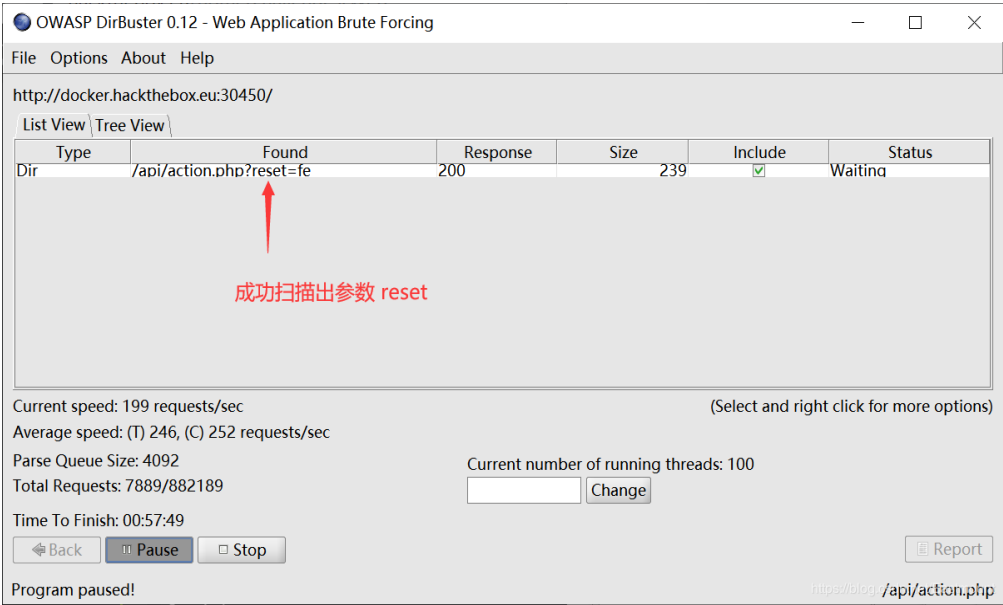 OWASP DirBuster 0.12 - Web Application Brute Forcing
File Options About Help
http://docker.hackthebox.eu:30450/
List View Tree View
Type Found Response Size Include Status
Dir /api/action.php?reset=fe 200 239 Waiting
成功扫描出参数 reset
Current speed: 199 requests/sec (Select and right click for more options)
Average speed: (T) 246, (C) 252 requests/sec
Parse Queue Size: 4092 Current number of running threads: 100
Total Requests: 7889/882189 Change
Time To Finish: 00:57:49
Back Pause Stop Report
Program paused! /api/action.php